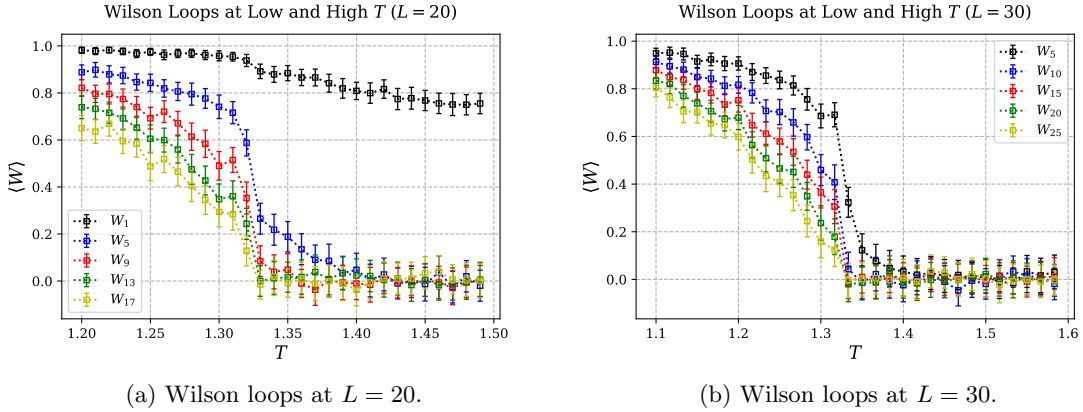 Wilson Loops at Low and High T (L = 20)
1.0
0.8
0.6
0.4
0.2
0.0
⟨W⟩
W₁
W₅
W₉
W₁₃
W₁₇
1.20 1.25 1.30 1.35 1.40 1.45 1.50
T
(a) Wilson loops at L = 20.
Wilson Loops at Low and High T (L = 30)
1.0
0.8
0.6
0.4
0.2
0.0
⟨W⟩
W₅
W₁₀
W₁₅
W₂₀
W₂₅
1.1 1.2 1.3 1.4 1.5 1.6
T
(b) Wilson loops at L = 30.